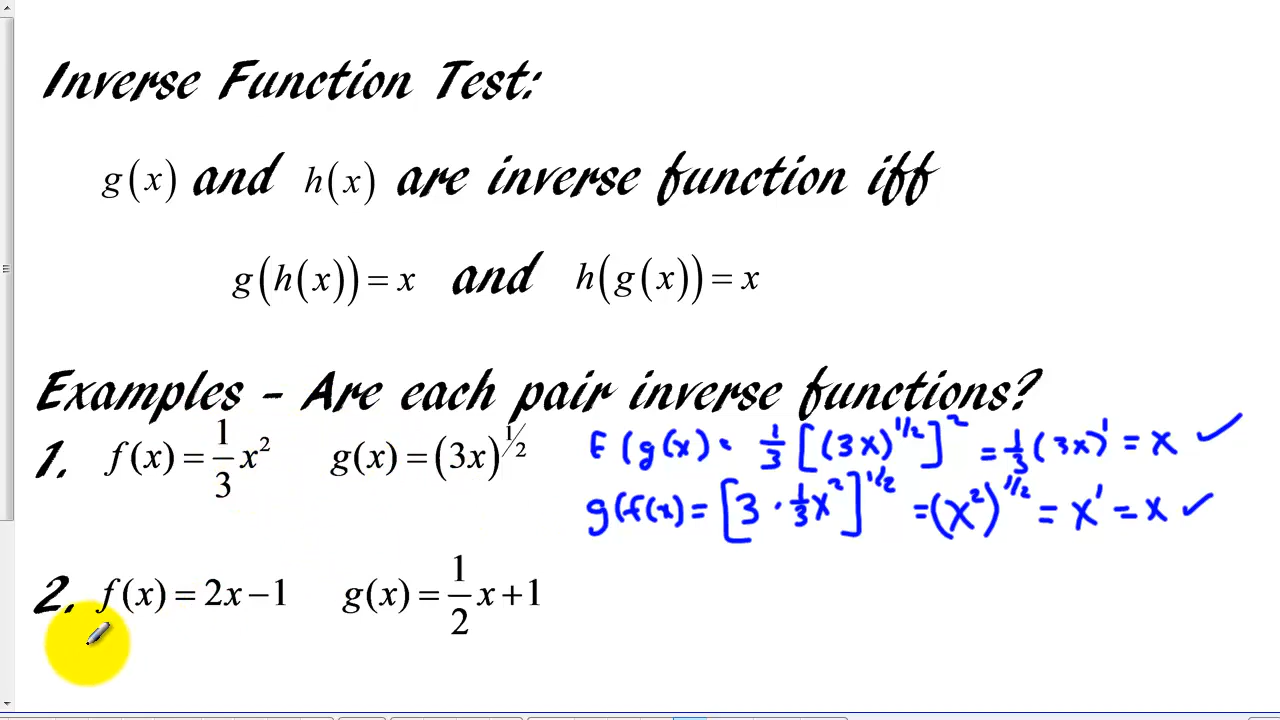 Inverse Function Test:
g(x) and h(x) are inverse function iff
g(h(x)) = x and h(g(x)) = x
Examples - Are each pair inverse functions?
1. f(x) = 1/3 x² g(x) = (3x)^1/2 f(g(x) = 1/3 [(3x)^1/2]² = 1/3 (3x)¹ = x ✓
g(f(x) = [3 · 1/3 x²]^1/2 = (x²)^1/2 = x¹ = x ✓
2. f(x) = 2x − 1 g(x) = 1/2 x + 1